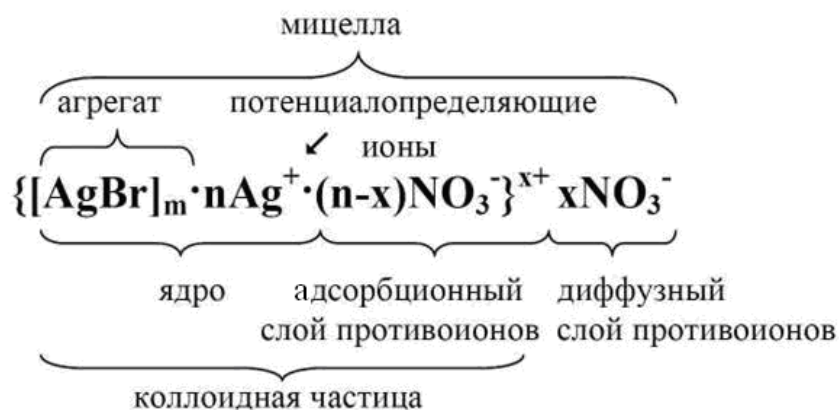 мицелла
агрегат потенциалопределяющие
ионы
{[AgBr]ₘ·nAg⁺·(n-x)NO₃⁻}ˣ⁺ xNO₃⁻
ядро адсорбционный диффузный
слой противоионов слой противоионов
коллоидная частица